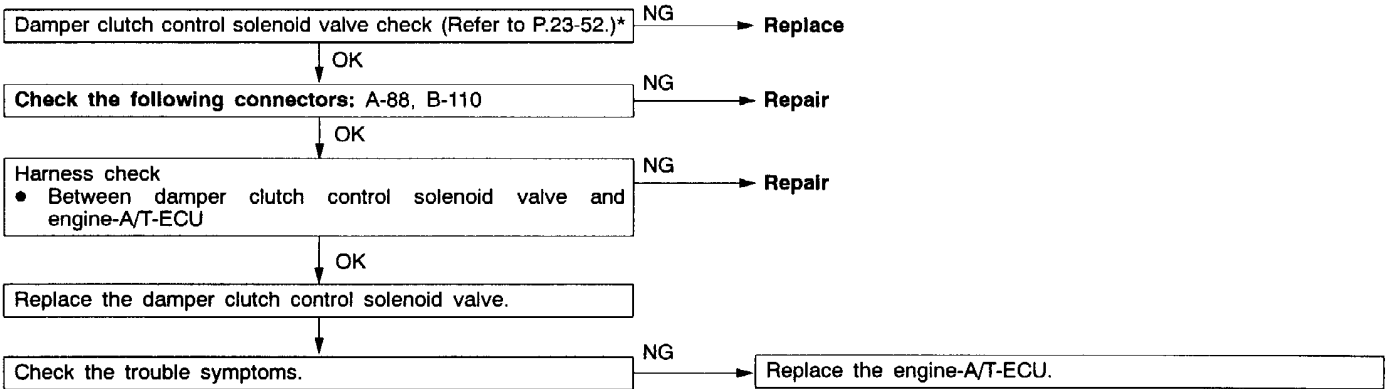 Damper clutch control solenoid valve check (Refer to P.23-52.)*
NG
Replace
OK
Check the following connectors: A-88, B-110
NG
Repair
OK
Harness check
● Between damper clutch control solenoid valve and
engine-A/T-ECU
NG
Repair
OK
Replace the damper clutch control solenoid valve.
Check the trouble symptoms.
NG
Replace the engine-A/T-ECU.